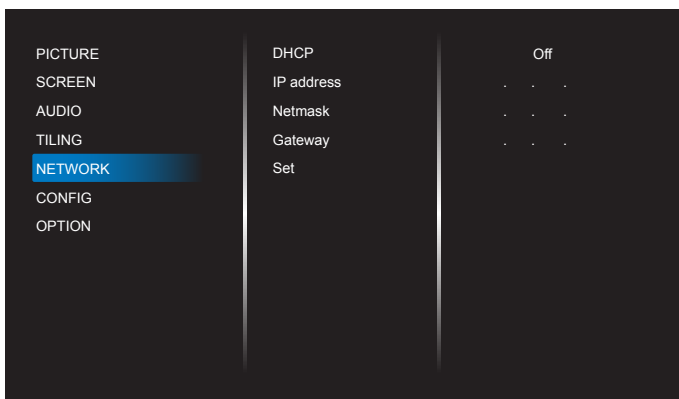 PICTURE DHCP Off
SCREEN IP address . . .
AUDIO Netmask . . .
TILING Gateway . . .
NETWORK Set
CONFIG
OPTION